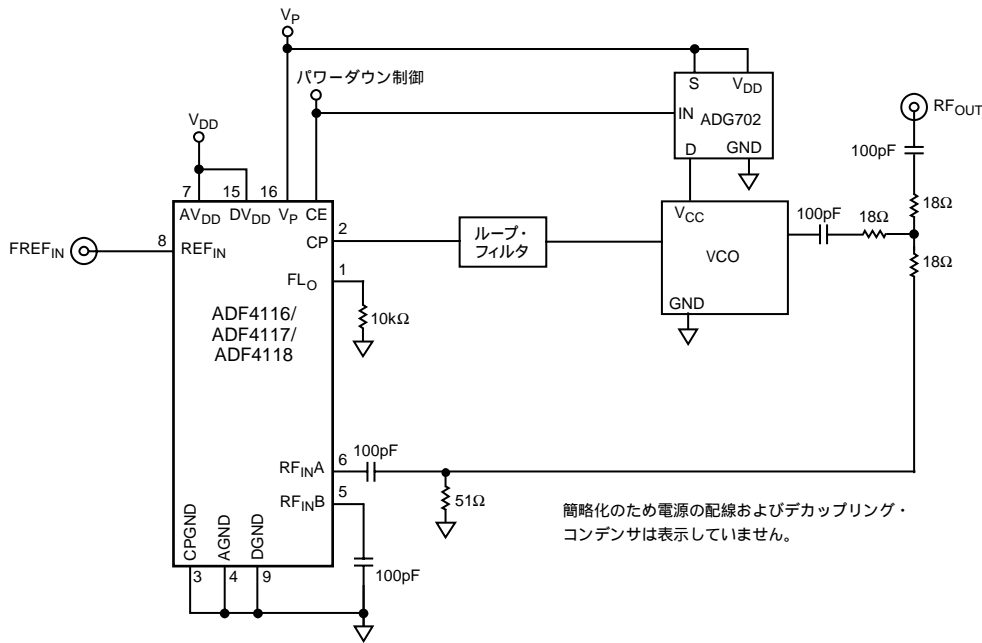 VP
パワーダウン制御
VDD
S VDD
IN
ADG702
D GND
RFOUT
100pF
18Ω
7 15 16
AVDD DVDD VP CE
2
CP
ループ・
フィルタ
VCC
VCO
GND
100pF
18Ω
18Ω
FREFIN
8
REFIN
1
FLO
10kΩ
ADF4116/
ADF4117/
ADF4118
RFINA
6
100pF
RFINB
5
51Ω
簡略化のため電源の配線およびデカップリング・
コンデンサは表示していません。
CPGND
AGND
DGND
3 4 9
100pF